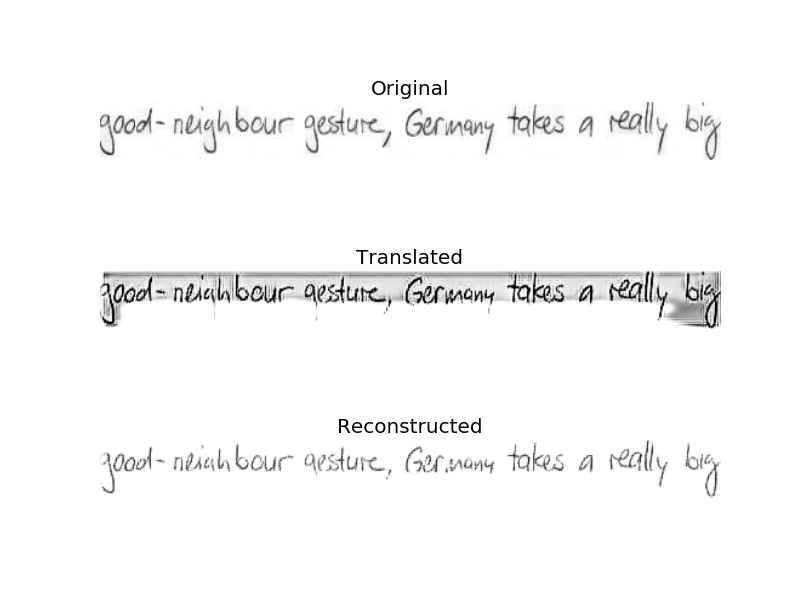 Original
good-neighbour gesture, Germany takes a really big
Translated
good-neighbour gesture, Germany takes a really big
Reconstructed
good-neighbour gesture, Germany takes a really big